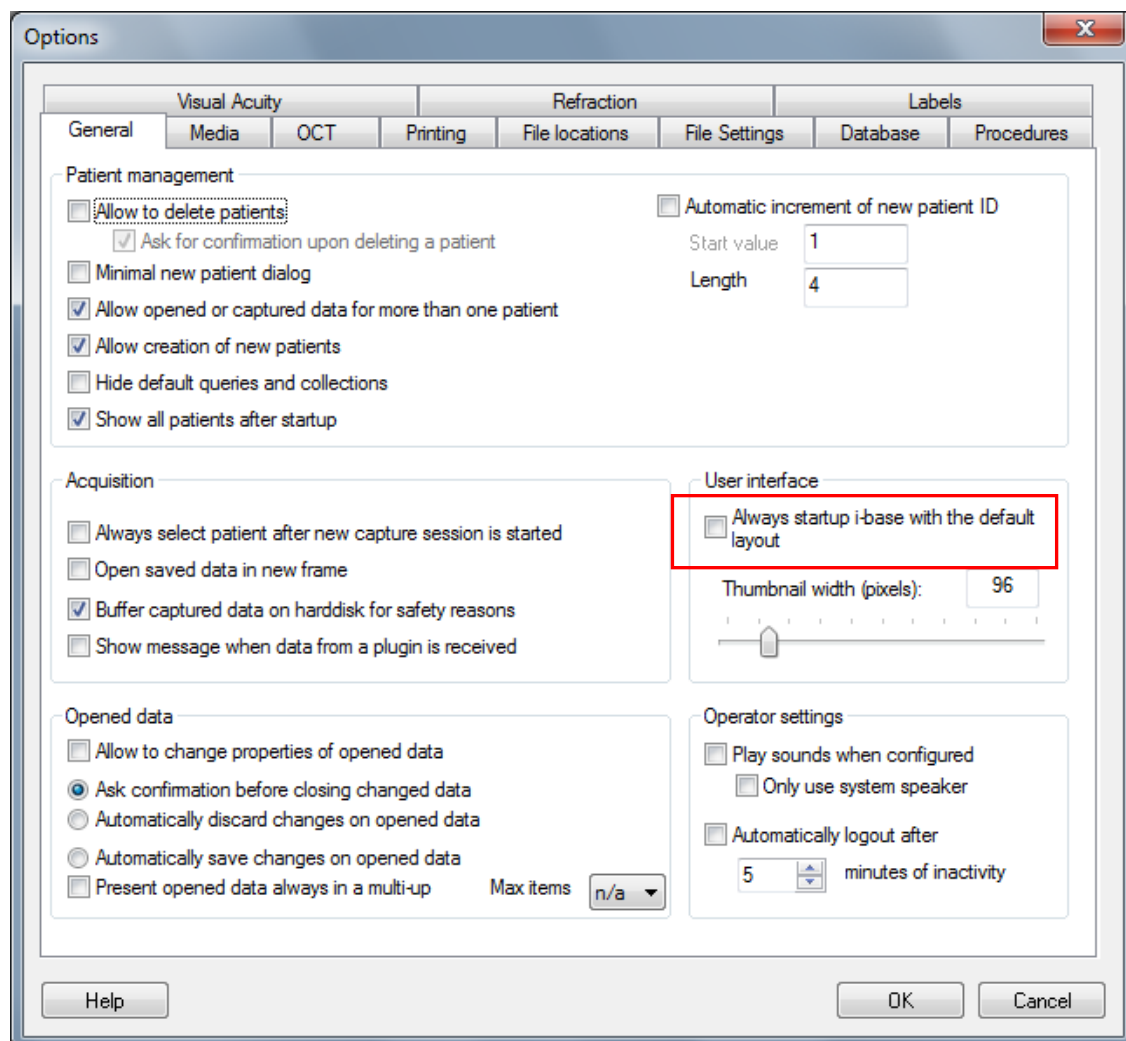 Options
Visual Acuity Refraction Labels
General Media OCT Printing File locations File Settings Database Procedures
Patient management
Allow to delete patients
Ask for confirmation upon deleting a patient
Minimal new patient dialog
Allow opened or captured data for more than one patient
Allow creation of new patients
Hide default queries and collections
Show all patients after startup
Automatic increment of new patient ID
Start value 1
Length 4
Acquisition
Always select patient after new capture session is started
Open saved data in new frame
Buffer captured data on harddisk for safety reasons
Show message when data from a plugin is received
User interface
Always startup i-base with the default
layout
Thumbnail width (pixels): 96
Opened data
Allow to change properties of opened data
Ask confirmation before closing changed data
Automatically discard changes on opened data
Automatically save changes on opened data
Present opened data always in a multi-up Max items n/a
Operator settings
Play sounds when configured
Only use system speaker
Automatically logout after
5 minutes of inactivity
Help OK Cancel